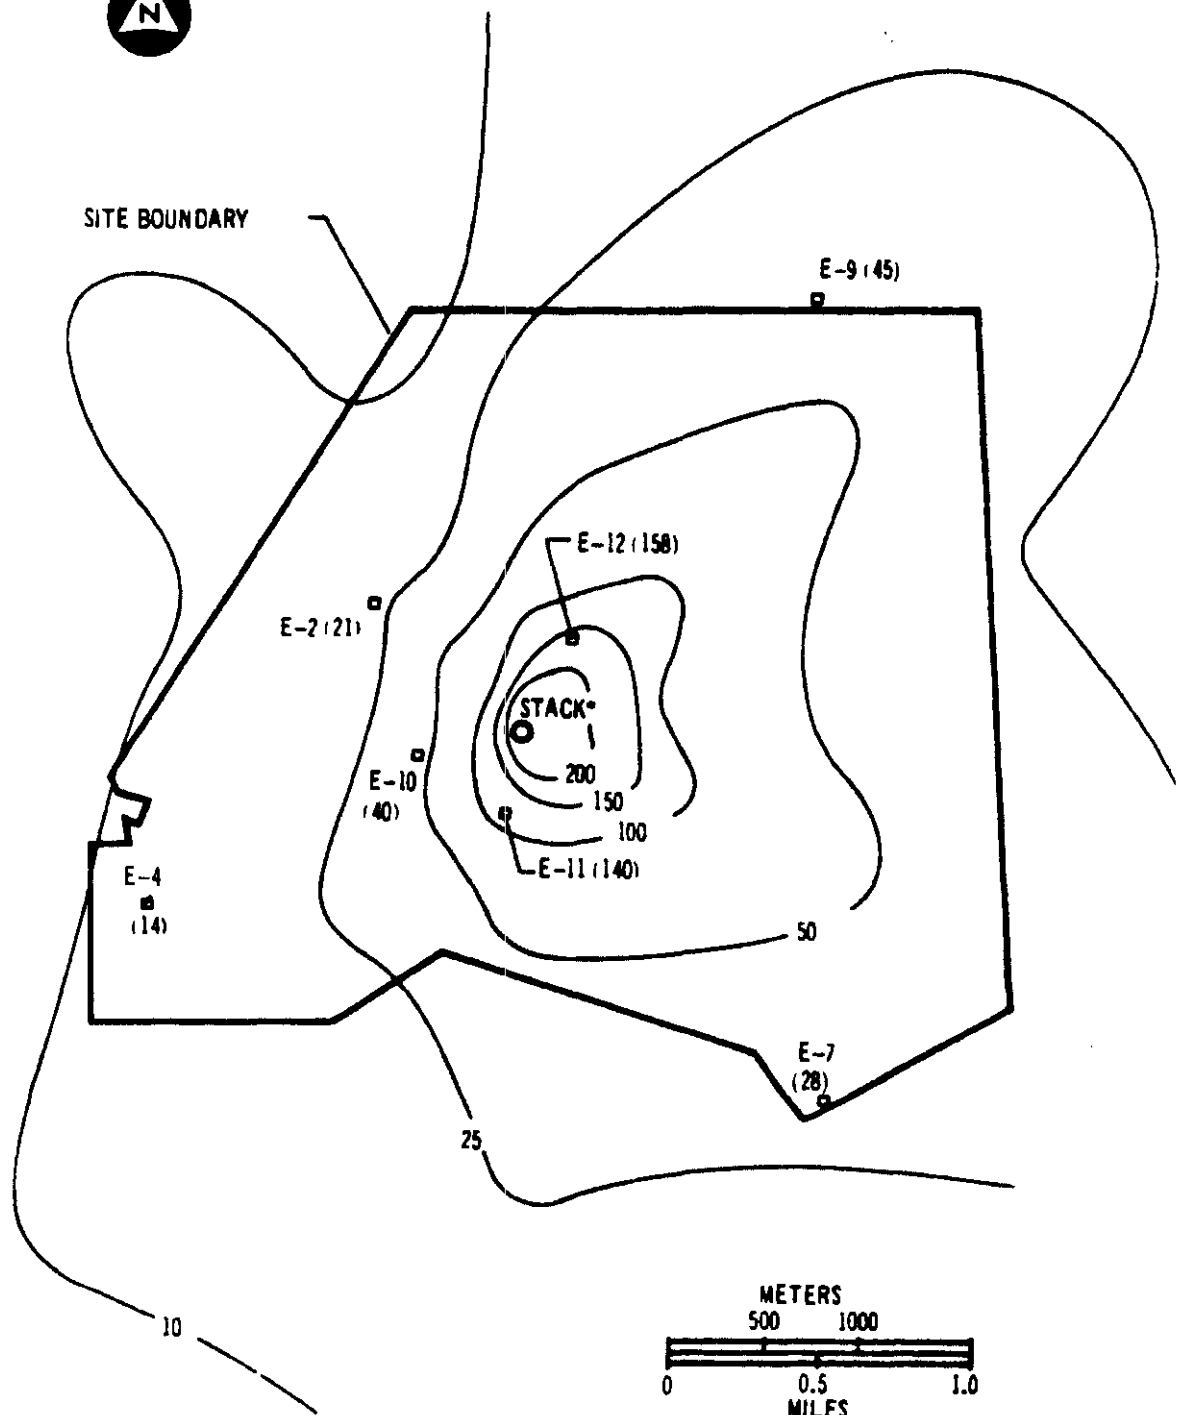 N
SITE BOUNDARY
E-9 (45)
E-12 (158)
E-2 (21)
STACK*
E-10
(40)
200
150
100
E-11 (140)
E-4
(14)
50
E-7
(28)
25
10
METERS
500 1000
0 0.5 1.0
MILES